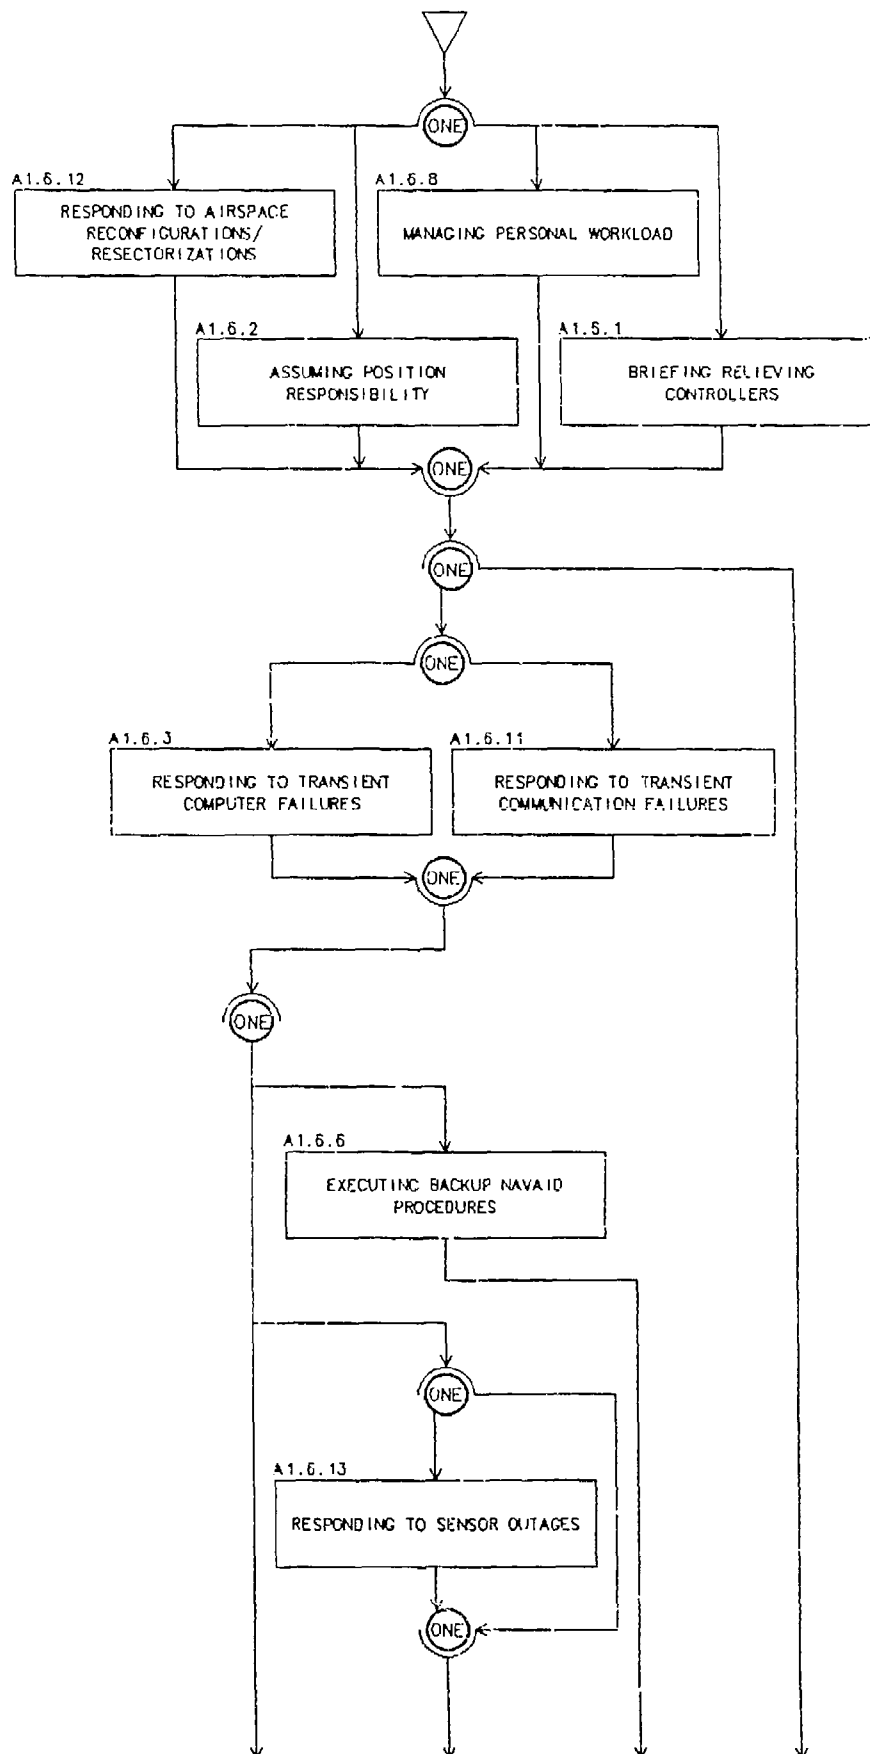 ONE
A1.6.12
RESPONDING TO AIRSPACE
RECONFIGURATIONS/
RESECTORIZATIONS
A1.6.8
MANAGING PERSONAL WORKLOAD
A1.6.2
ASSUMING POSITION
RESPONSIBILITY
A1.6.1
BRIEFING RELIEVING
CONTROLLERS
ONE
ONE
ONE
A1.6.3
RESPONDING TO TRANSIENT
COMPUTER FAILURES
A1.6.11
RESPONDING TO TRANSIENT
COMMUNICATION FAILURES
ONE
ONE
A1.6.6
EXECUTING BACKUP NAVAID
PROCEDURES
ONE
A1.6.13
RESPONDING TO SENSOR OUTAGES
ONE